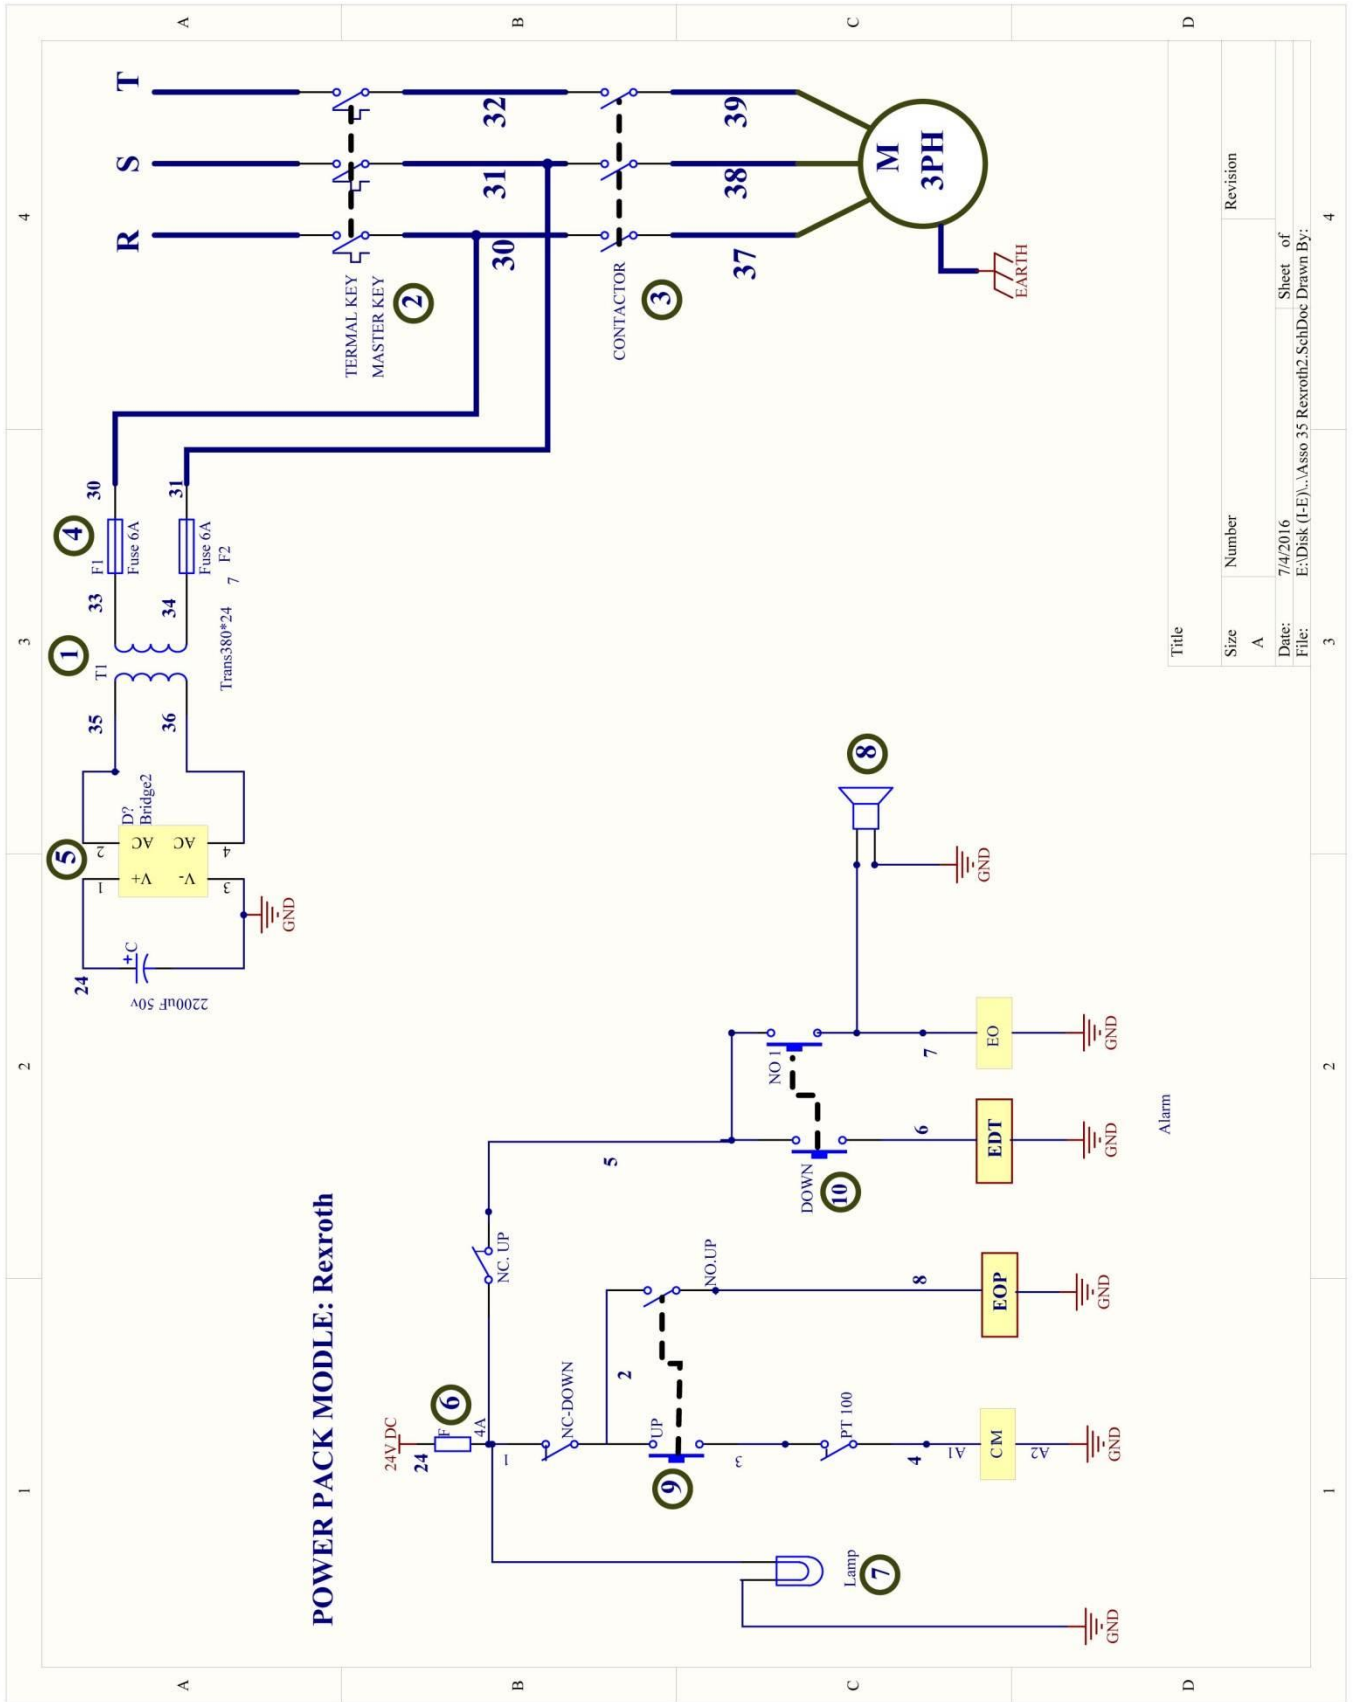 1
2
3
4
A
B
C
D
POWER PACK MODLE: Rexroth
24
2200uF 50v
+C
GND
5
1
2
3
4
V+
AC
V-
AC
D?
Bridge2
35
36
1
T1
Trans380*24
33
34
4
F1
Fuse 6A
Fuse 6A
F2
7
30
31
R
S
T
TERMAL KEY
MASTER KEY
2
30
31
32
CONTACTOR
3
37
38
39
M
3PH
EARTH
24V DC
24
F
4A
6
1
NC-DOWN
NC. UP
5
2
UP
9
NO.UP
3
PT 100
4
8
A1
CM
A2
GND
EOP
GND
Lamp
7
GND
DOWN
10
NO 1
6
7
EDT
GND
EO
GND
8
GND
Alarm
Title
Size
Number
Revision
A
Date:
7/4/2016
Sheet of
File:
E:\Disk (I-E)\..\Asso 35 Rexroth2.SchDoc
Drawn By:
1
2
3
4
A
B
C
D